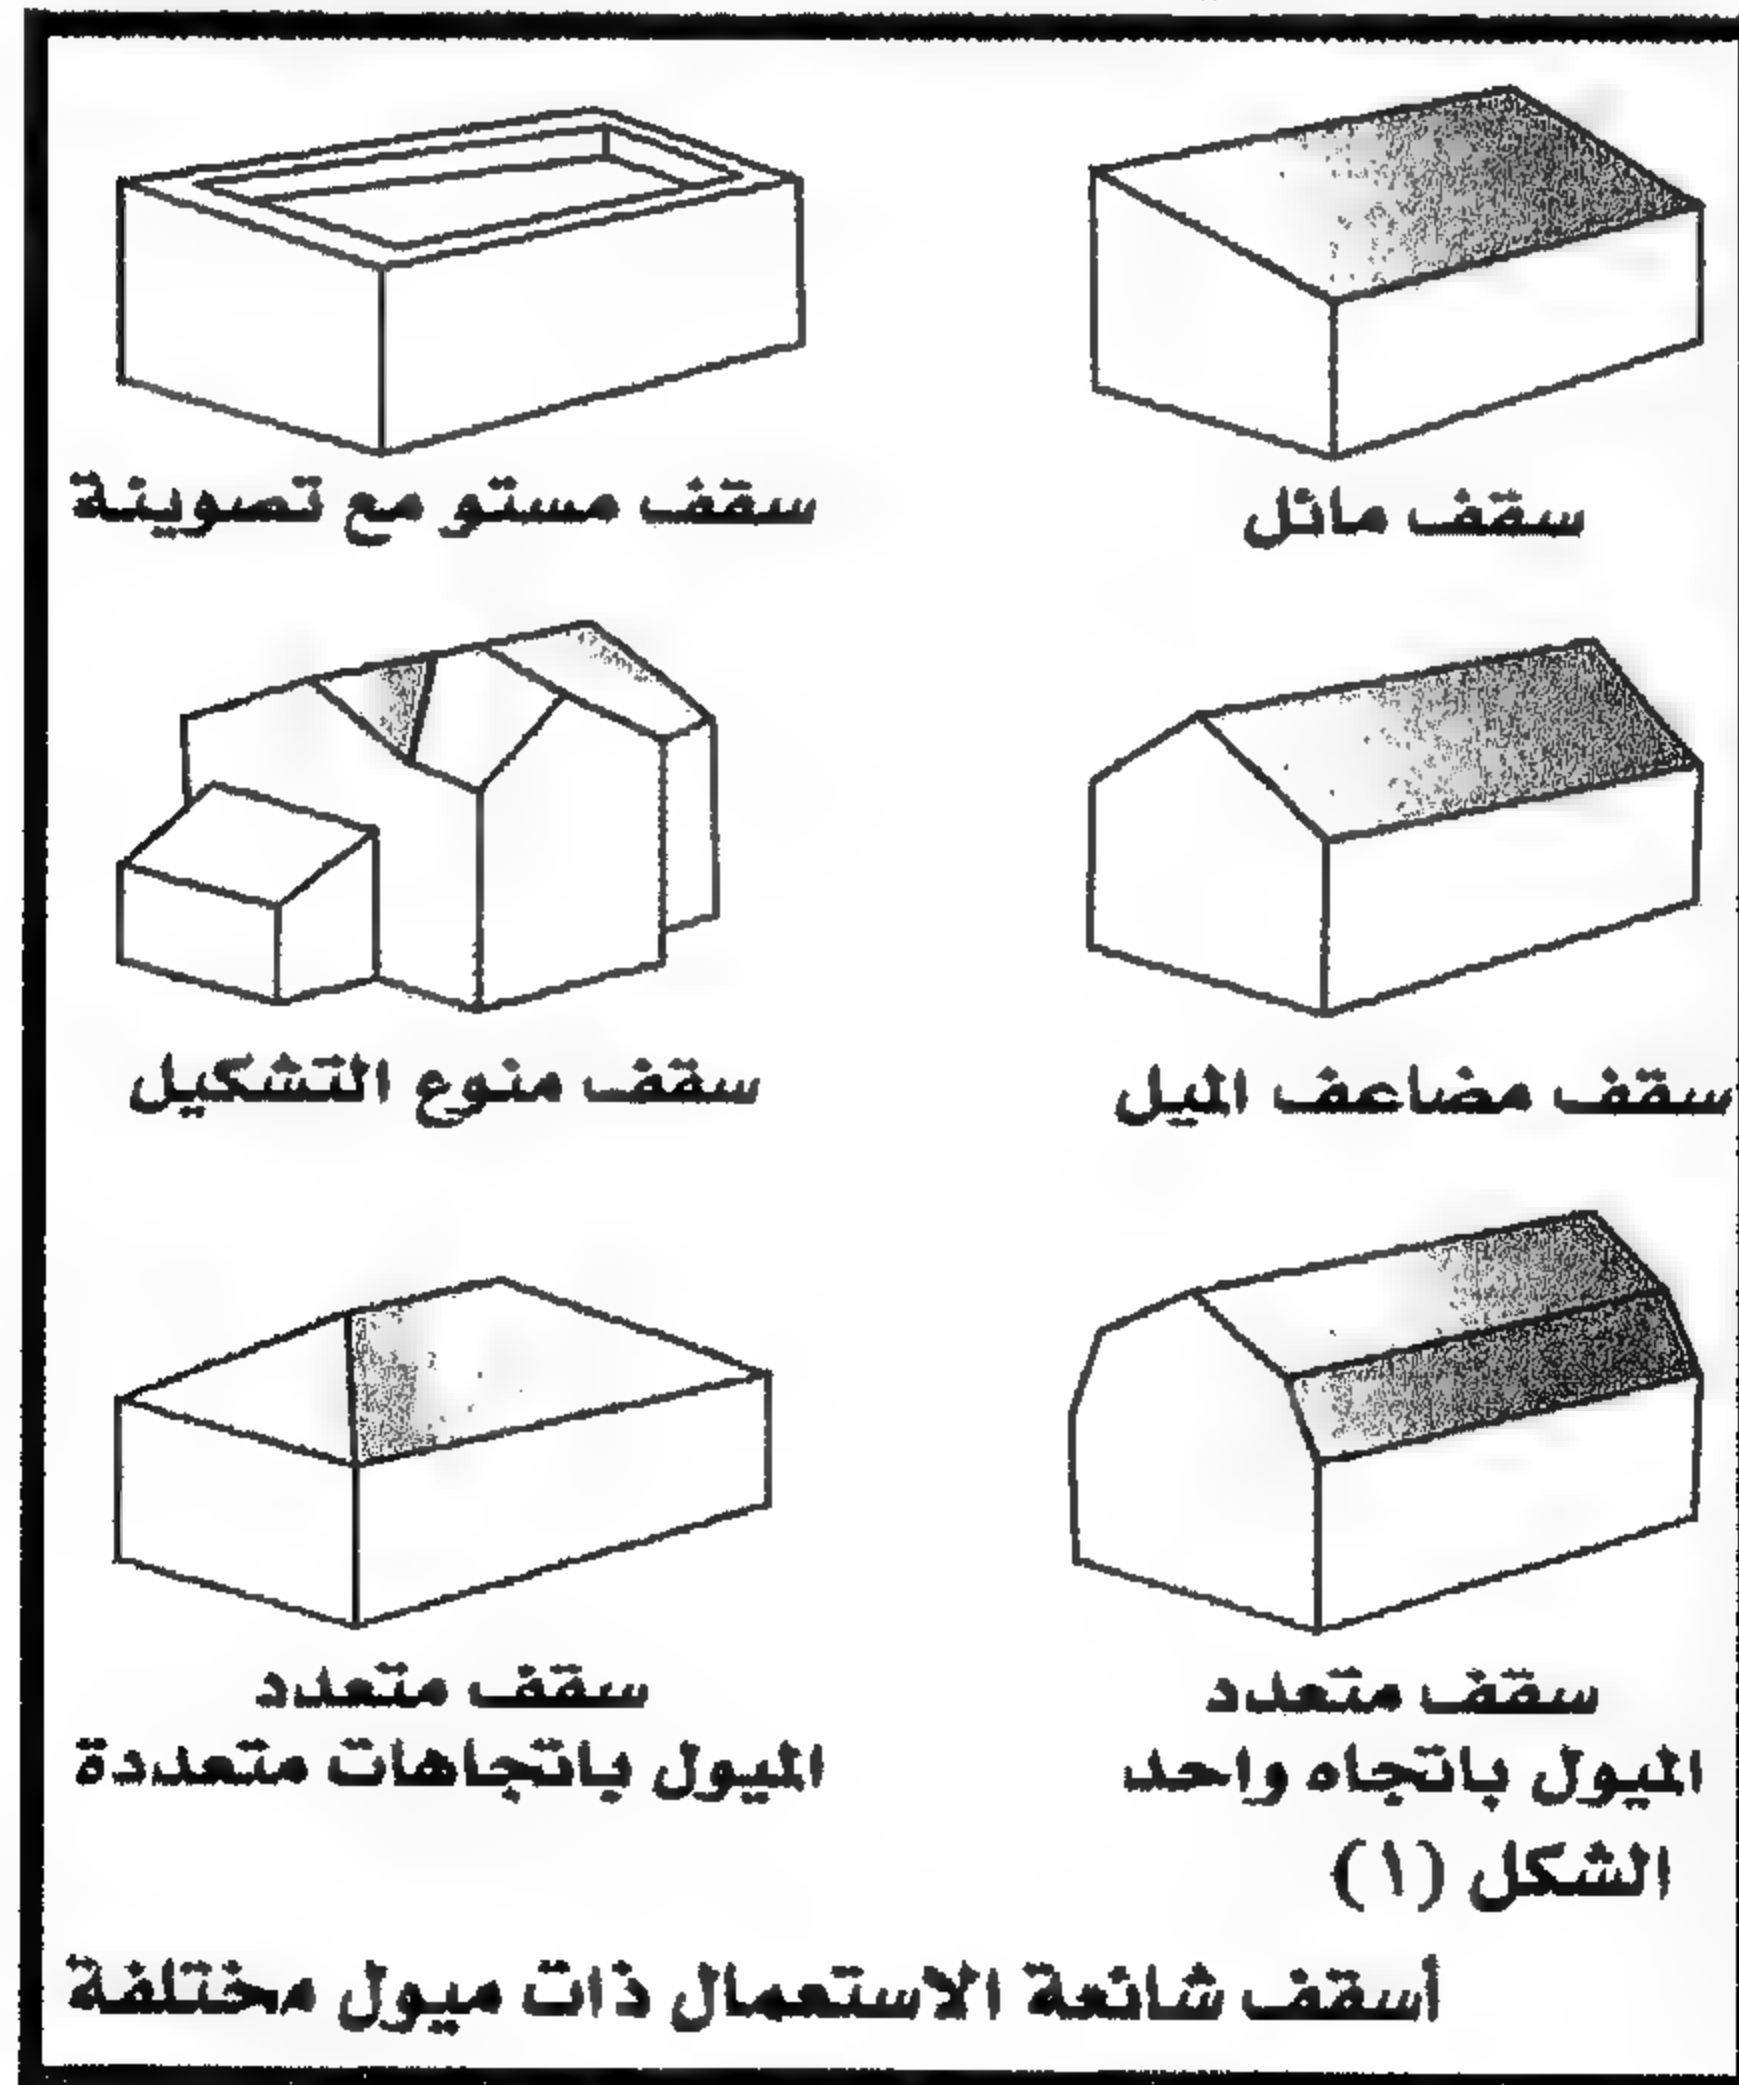 سقف مائل
سقف مستو مع تصوينة
سقف مضاعف الميل
سقف منوع التشكيل
سقف متعدد
الميول باتجاه واحد
سقف متعدد
الميول باتجاهات متعددة
الشكل (١)
أسقف شائعة الاستعمال ذات ميول مختلفة